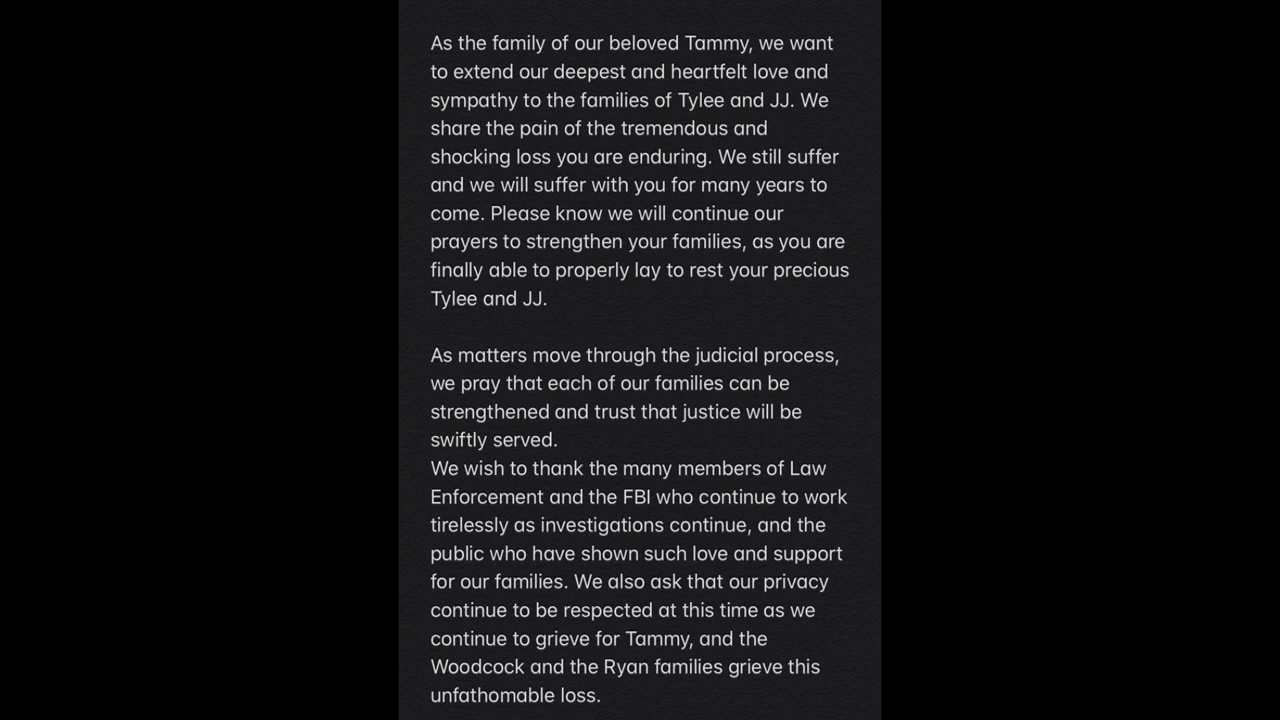 As the family of our beloved Tammy, we want
to extend our deepest and heartfelt love and
sympathy to the families of Tylee and JJ. We
share the pain of the tremendous and
shocking loss you are enduring. We still suffer
and we will suffer with you for many years to
come. Please know we will continue our
prayers to strengthen your families, as you are
finally able to properly lay to rest your precious
Tylee and JJ.

As matters move through the judicial process,
we pray that each of our families can be
strengthened and trust that justice will be
swiftly served.
We wish to thank the many members of Law
Enforcement and the FBI who continue to work
tirelessly as investigations continue, and the
public who have shown such love and support
for our families. We also ask that our privacy
continue to be respected at this time as we
continue to grieve for Tammy, and the
Woodcock and the Ryan families grieve this
unfathomable loss.